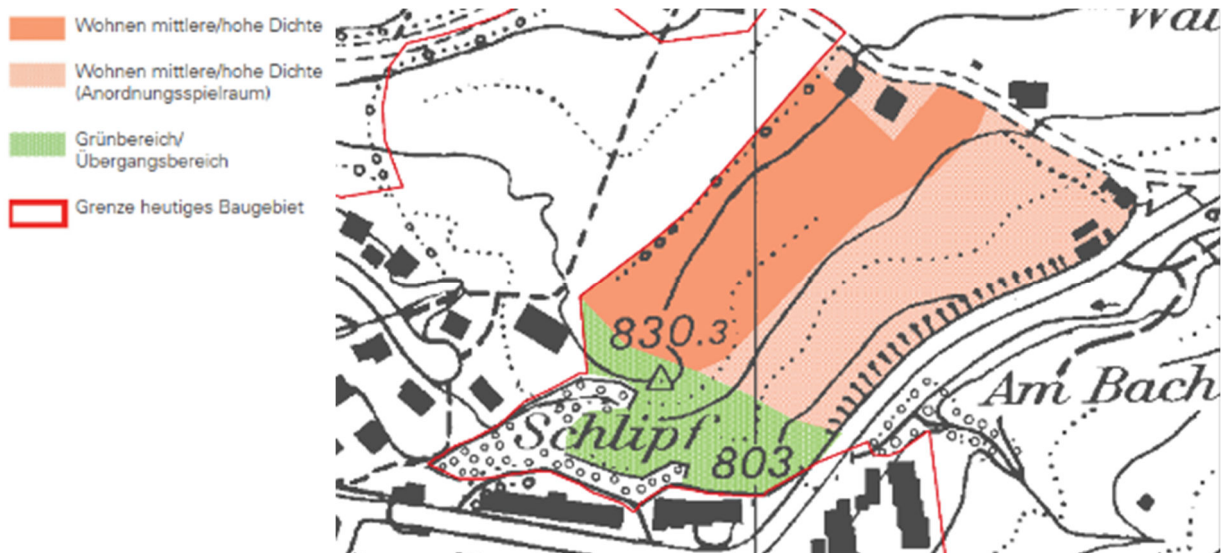 Wohnen mittlere/hohe Dichte
Wohnen mittlere/hohe Dichte
(Anordnungsspielraum)
Grünbereich/
Übergangsbereich
Grenze heutiges Baugebiet
830.3
Schlipf
803
Am Bach